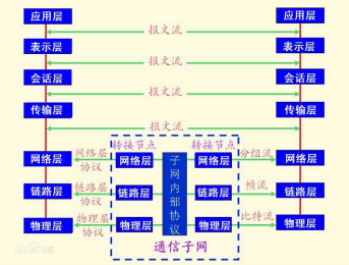 应用层 应用层
报文流
表示层 表示层
报文流
会话层 会话层
报文流
传输层 传输层
报文流
转接节点 转接节点
网络层 网络层协议 网络层 网络层 分组流 网络层
子网内部协议
链路层 链路层协议 链路层 链路层 帧流 链路层
物理层 物理层协议 物理层 物理层 比特流 物理层
通信子网